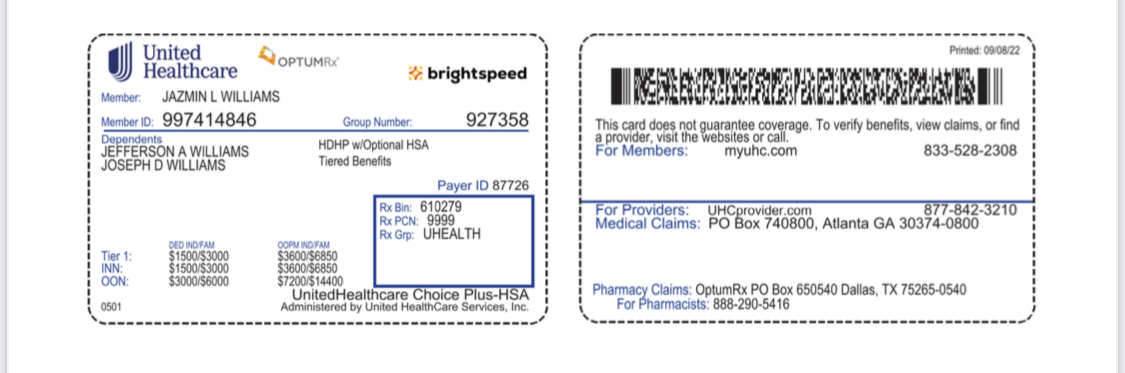 United
Healthcare
OPTUMRx
brightspeed
Member: JAZMIN L WILLIAMS
Member ID: 997414846 Group Number: 927358
Dependents
JEFFERSON A WILLIAMS
JOSEPH D WILLIAMS
HDHP w/Optional HSA
Tiered Benefits
Payer ID 87726
Rx Bin: 610279
Rx PCN: 9999
Rx Grp: UHEALTH
DED IND/FAM OOPM IND/FAM
Tier 1: $1500/$3000 $3600/$6850
INN: $1500/$3000 $3600/$6850
OON: $3000/$6000 $7200/$14400
UnitedHealthcare Choice Plus-HSA
0501 Administered by United HealthCare Services, Inc.
Printed: 09/08/22
This card does not guarantee coverage. To verify benefits, view claims, or find
a provider, visit the websites or call.
For Members: myuhc.com 833-528-2308
For Providers: UHCprovider.com 877-842-3210
Medical Claims: PO Box 740800, Atlanta GA 30374-0800
Pharmacy Claims: OptumRx PO Box 650540 Dallas, TX 75265-0540
For Pharmacists: 888-290-5416